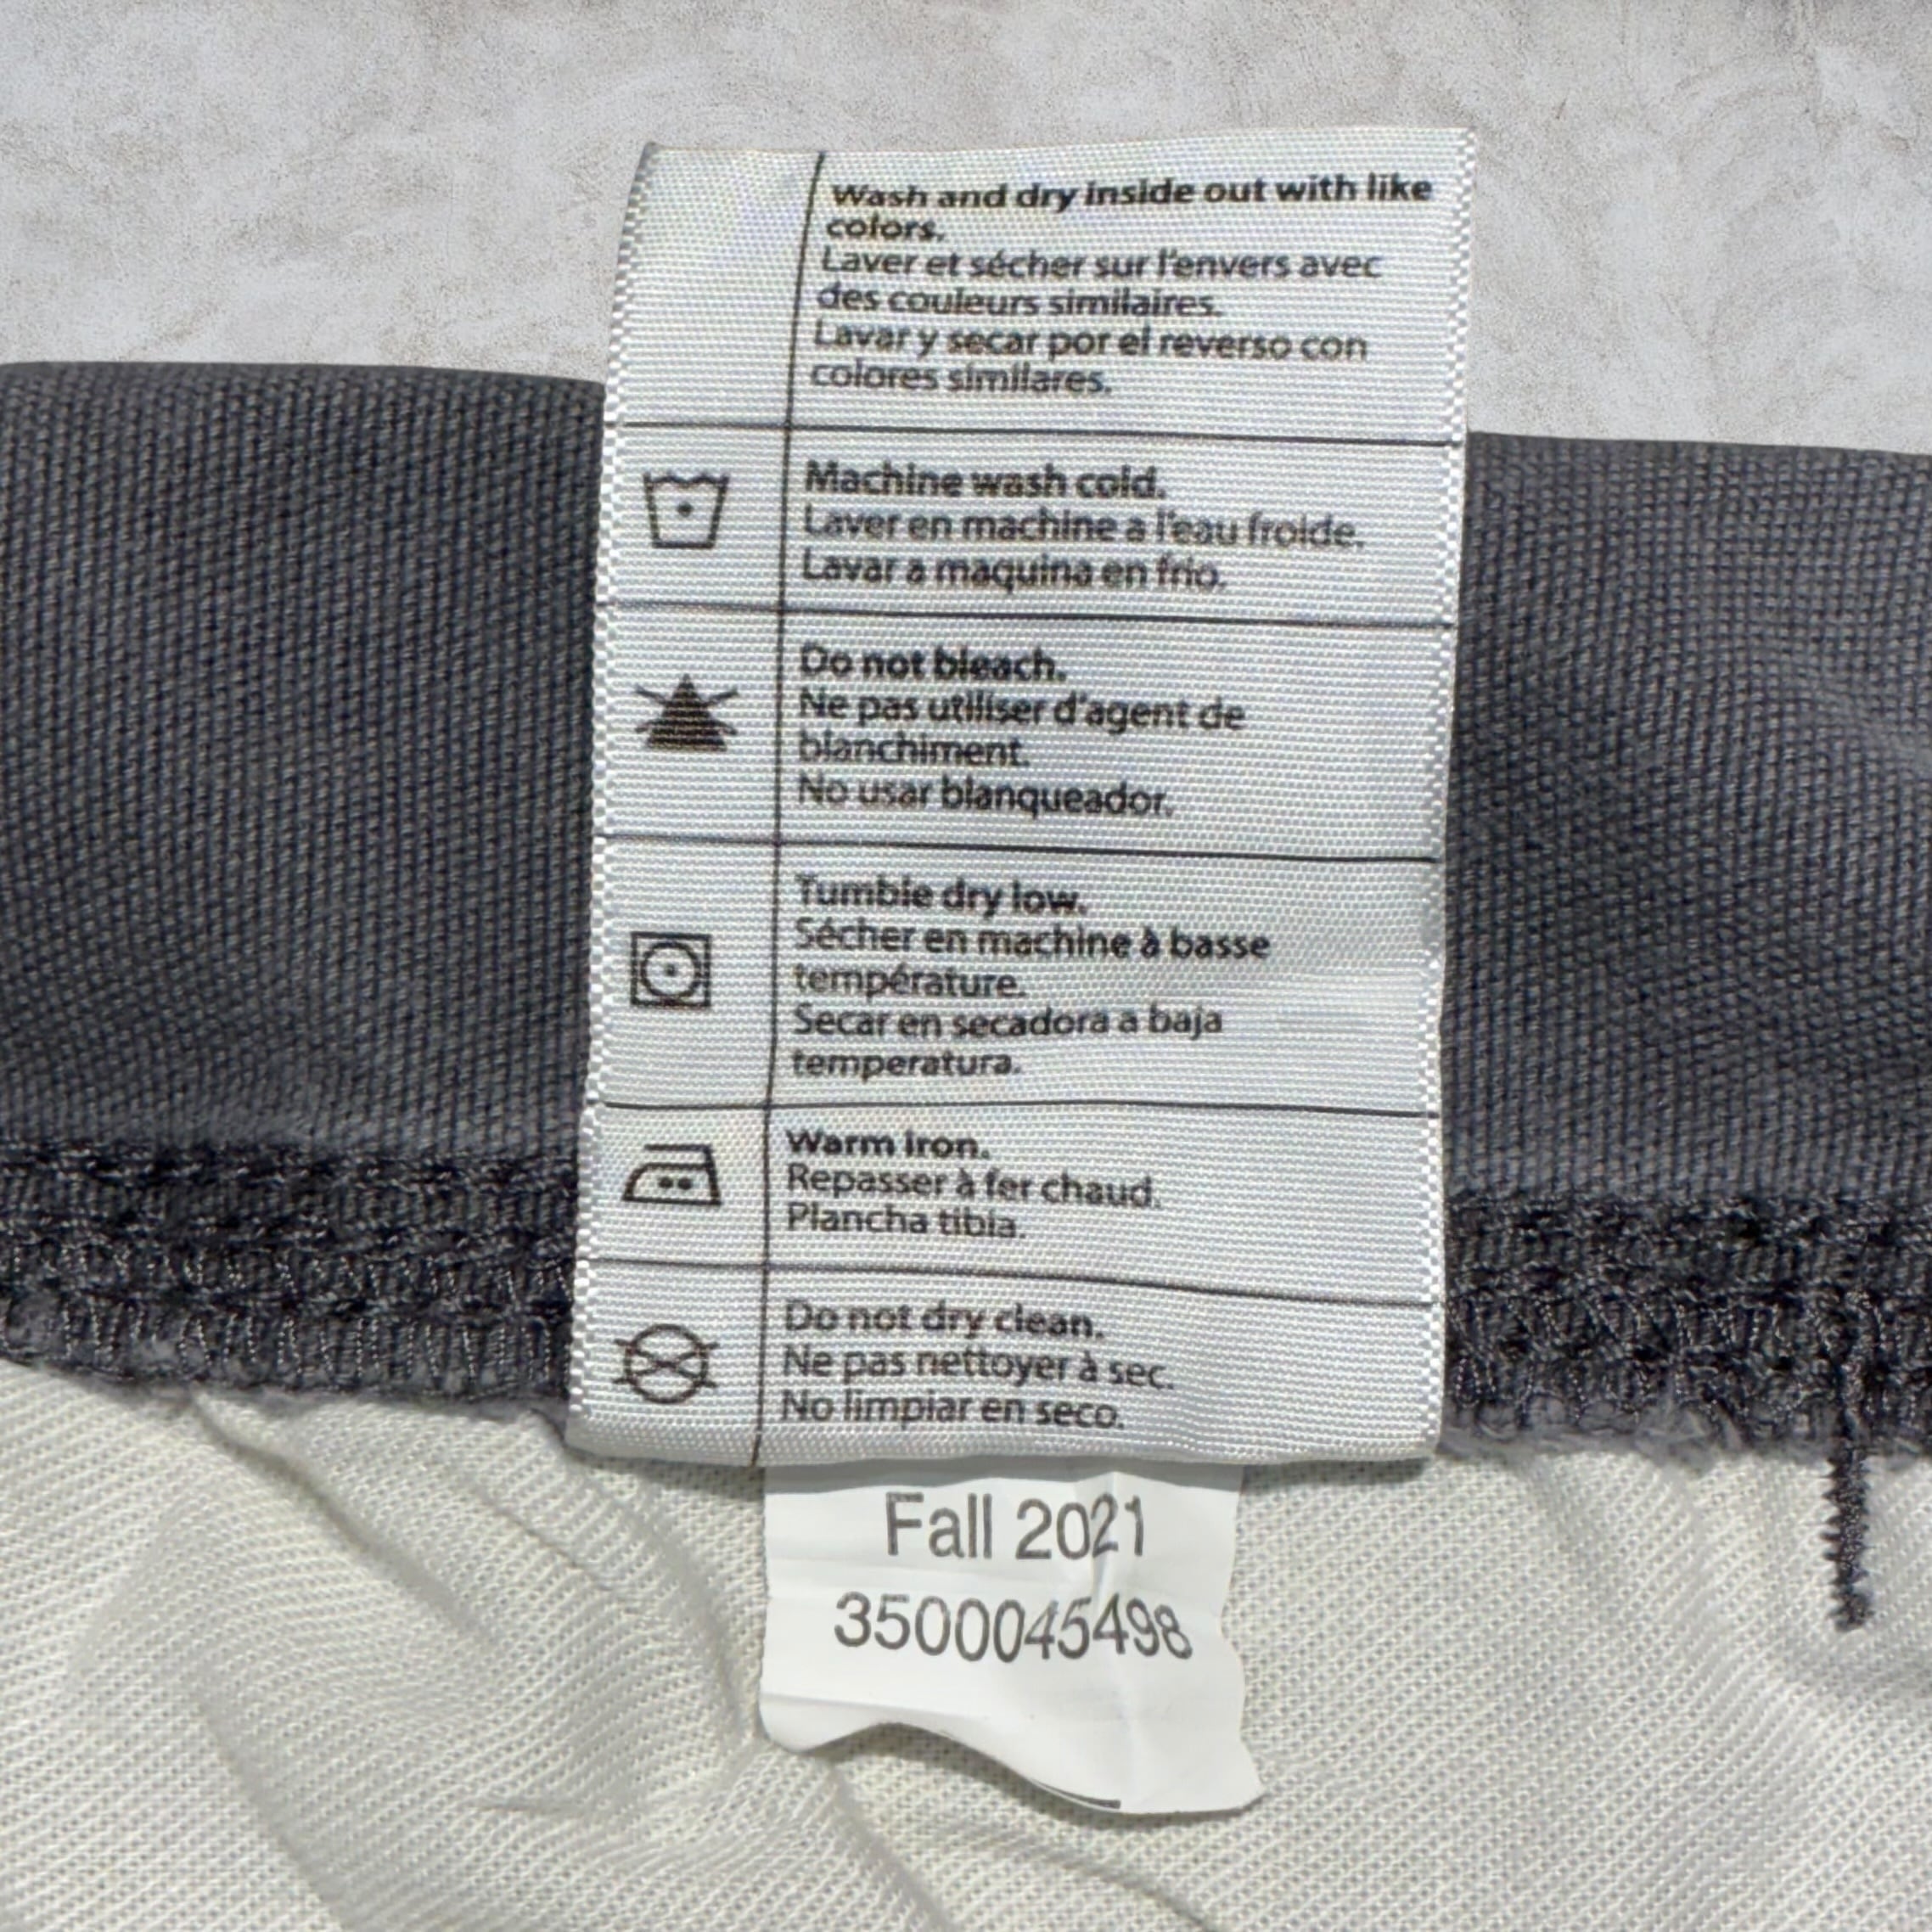 Wash and dry inside out with like
colors.
Laver et sécher sur l'envers avec
des couleurs similaires.
Lavar y secar por el reverso con
colores similares.
Machine wash cold.
Laver en machine a l'eau froide.
Lavar a maquina en frio.
Do not bleach.
Ne pas utiliser d'agent de
blanchiment.
No usar blanqueador.
Tumble dry low.
Sécher en machine à basse
température.
Secar en secadora a baja
temperatura.
Warm iron.
Repasser à fer chaud.
Plancha tibia.
Do not dry clean.
Ne pas nettoyer à sec.
No limpiar en seco.
Fall 2021
3500045498